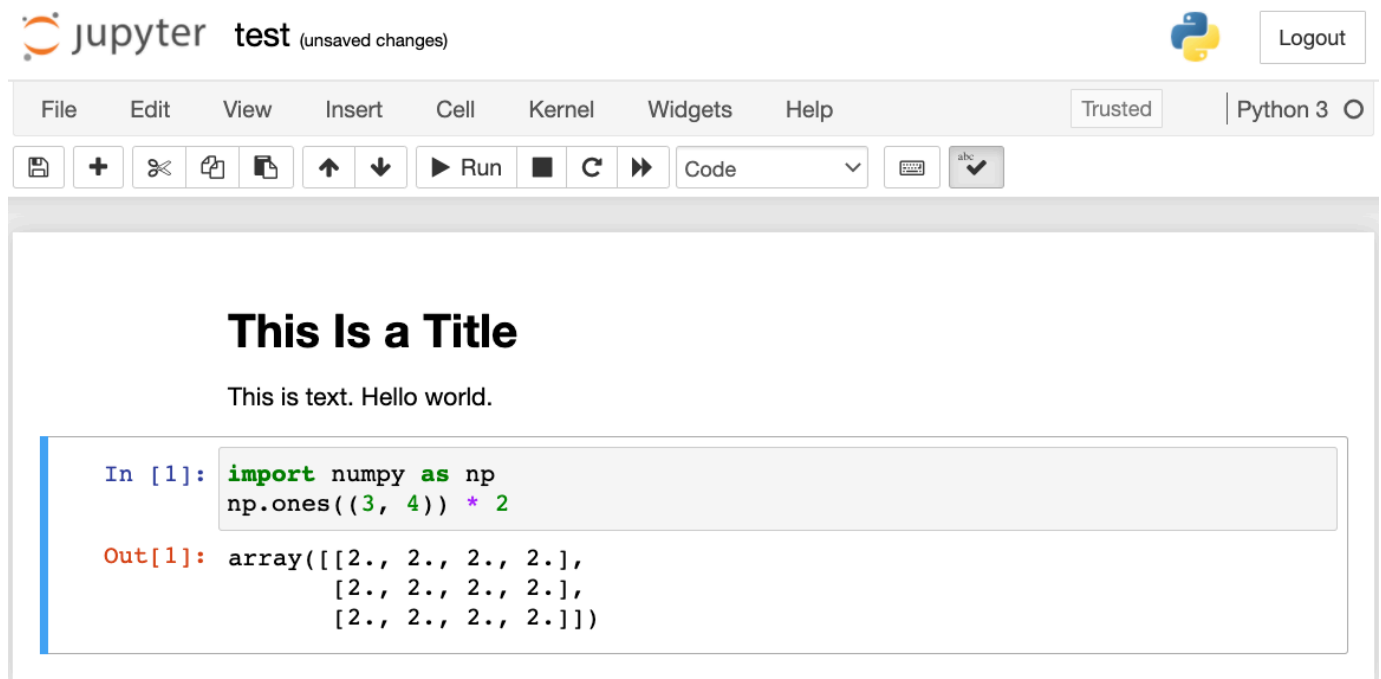 jupyter test (unsaved changes) Logout
File Edit View Insert Cell Kernel Widgets Help Trusted Python 3
Run Code abc
This Is a Title
This is text. Hello world.
In [1]: import numpy as np
np.ones((3, 4)) * 2
Out[1]: array([[2., 2., 2., 2.],
[2., 2., 2., 2.],
[2., 2., 2., 2.]])